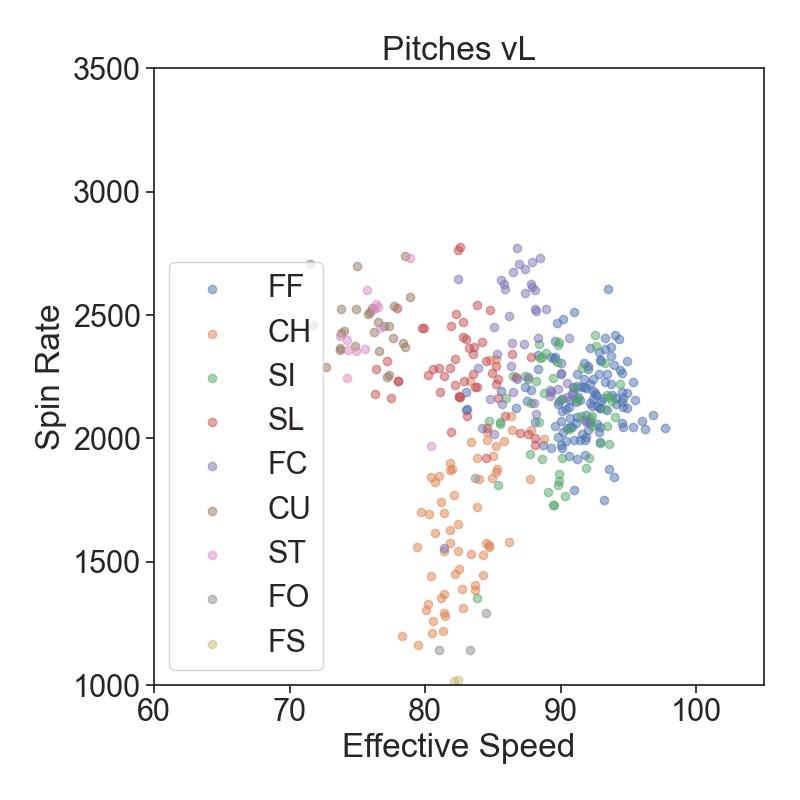 Pitches vL
3500
3000
2500
2000
1500
1000
Spin Rate
FF
CH
SI
SL
FC
CU
ST
FO
FS
60
70
80
90
100
Effective Speed